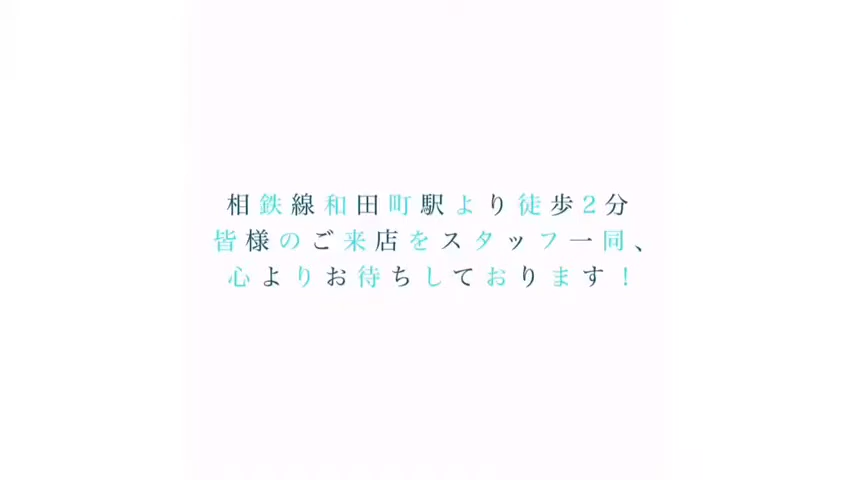 相鉄線和田町駅より徒歩2分
皆様のご来店をスタッフ一同、
心よりお待ちしております！